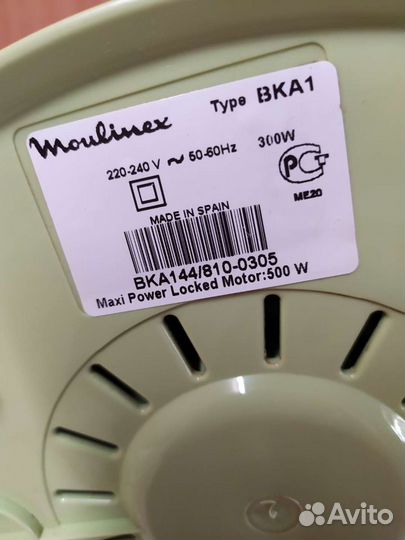 Moulinex
Type BKA1
220-240 V ~ 50-60Hz 300W
ME20
MADE IN SPAIN
BKA144/810-0305
Maxi Power Locked Motor:500 W
Avito